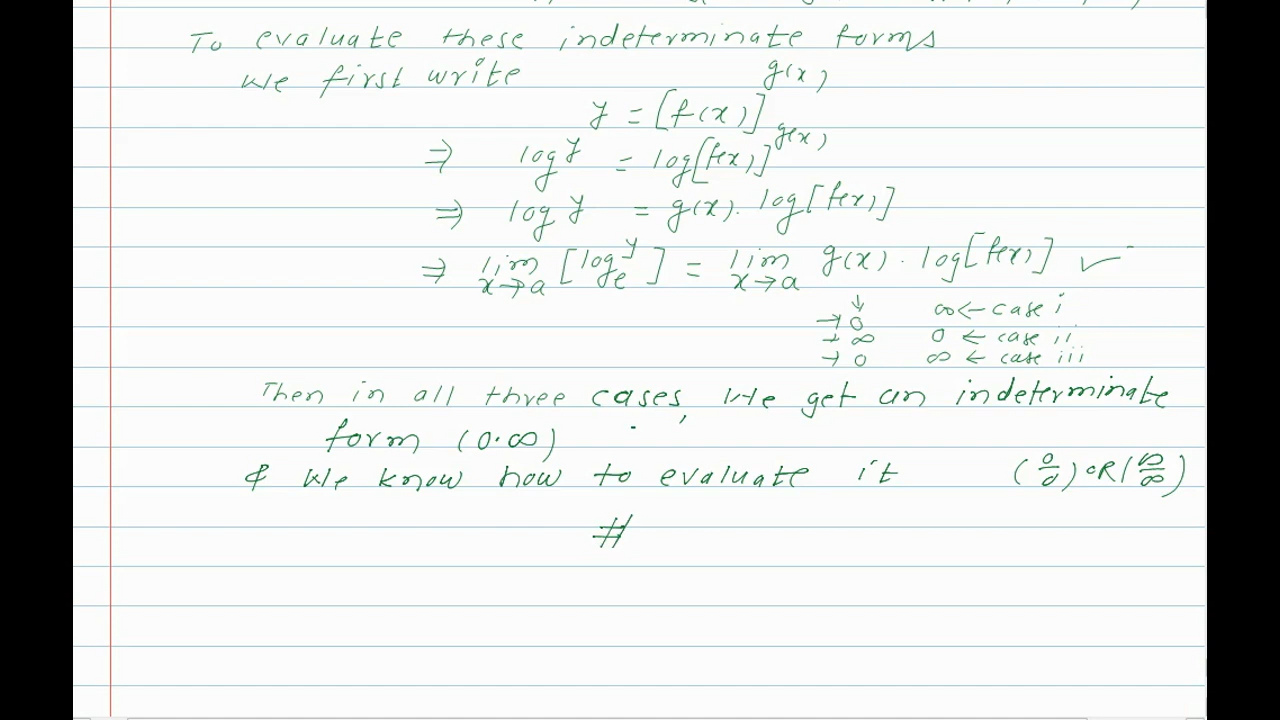 To evaluate these indeterminate forms
We first write
y = [f(x)]^g(x)
⇒ log y = log[f(x)]^g(x)
⇒ log y = g(x). log[f(x)]
⇒ lim x→a [log_e y] = lim x→a g(x) . log[f(x)] ✓
↓
→ 0 ∞ ← case i
→ ∞ 0 ← case ii
→ 0 ∞ ← case iii
Then in all three cases, We get an indeterminate
form (0.∞)
& We know how to evaluate it (0/0) OR (∞/∞)
#